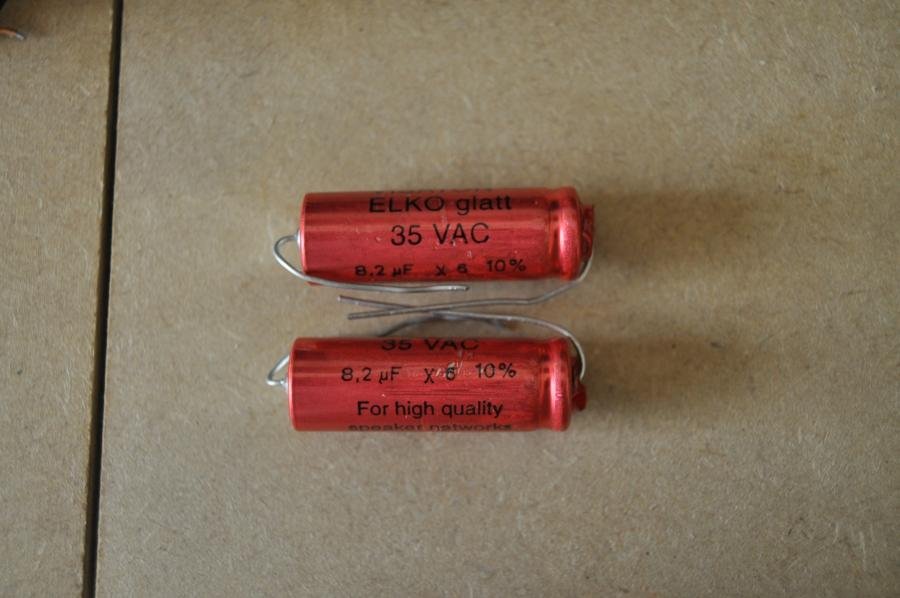 ELKO glatt
35 VAC
8,2 µF X 6 10%
35 VAC
8,2 µF X 6 10%
For high quality
speaker networks